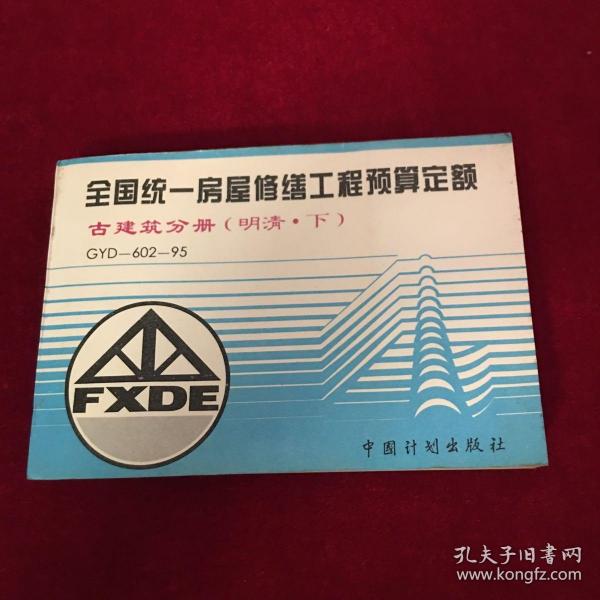 全国统一房屋修缮工程预算定额
古建筑分册(明清·下)
GYD—602—95
FXDE
中国计划出版社
孔夫子旧书网
www.kongfz.com